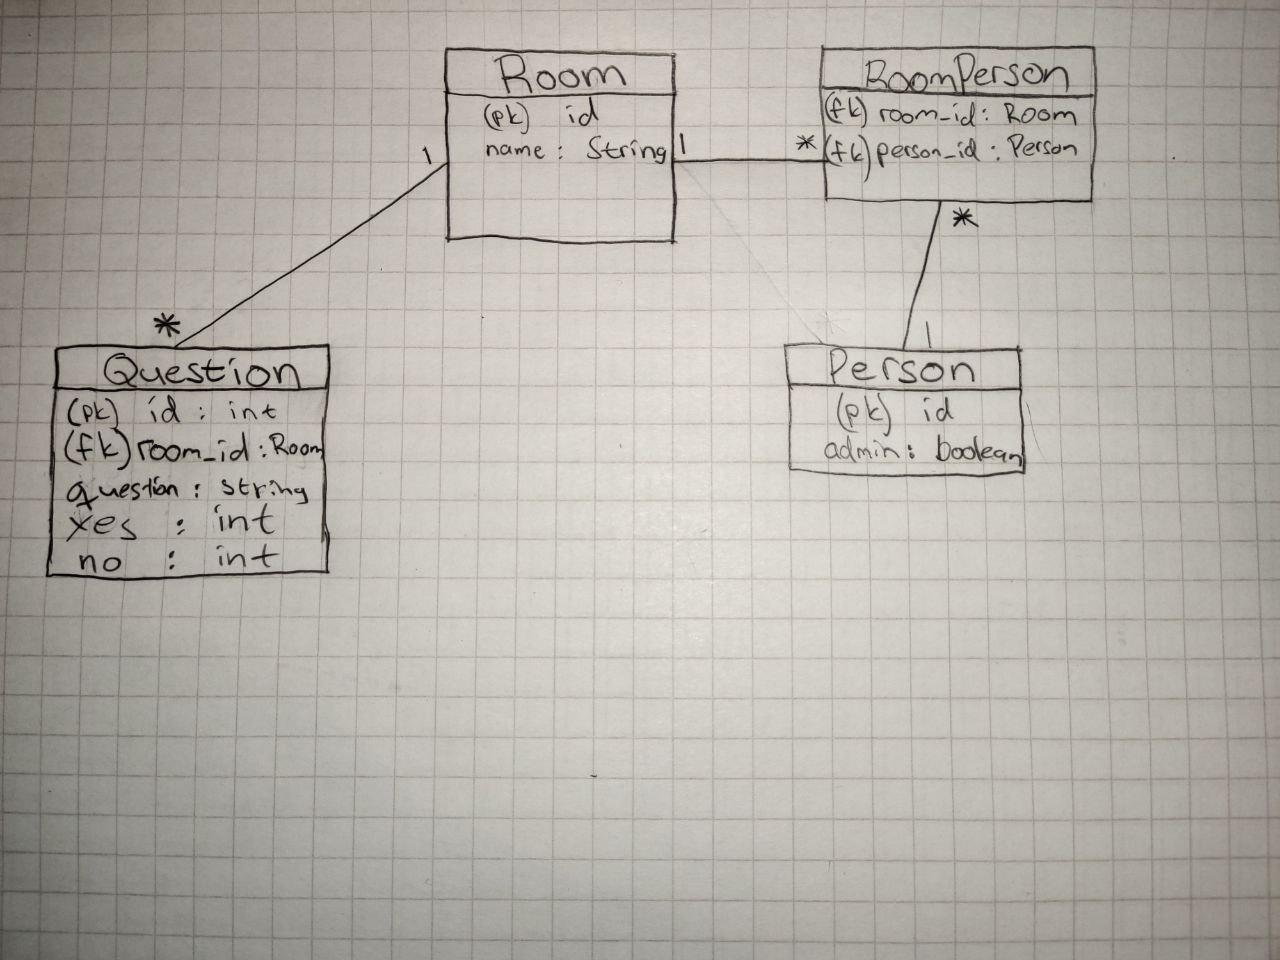 Room
(pk) id
name : String
1
1
RoomPerson
(fk) room_id: Room
* (fk) person_id : Person
*
1
*
Question
(pk) id : int
(fk) room_id : Room
question : string
yes : int
no : int
Person
(pk) id
admin : boolean